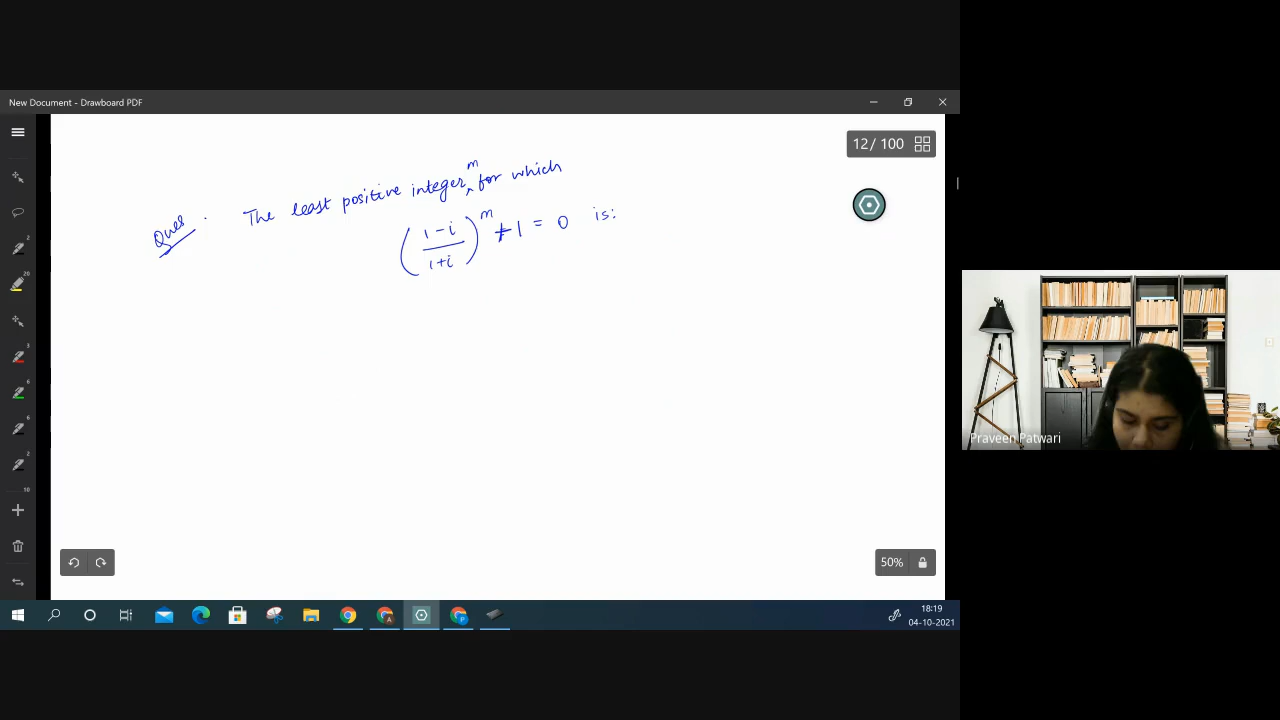 New Document - Drawboard PDF
12 / 100
Ques. The least positive integer m for which
(1-i / 1+i)^m +1 = 0 is:
Praveen Patwari
50%
18:19
04-10-2021